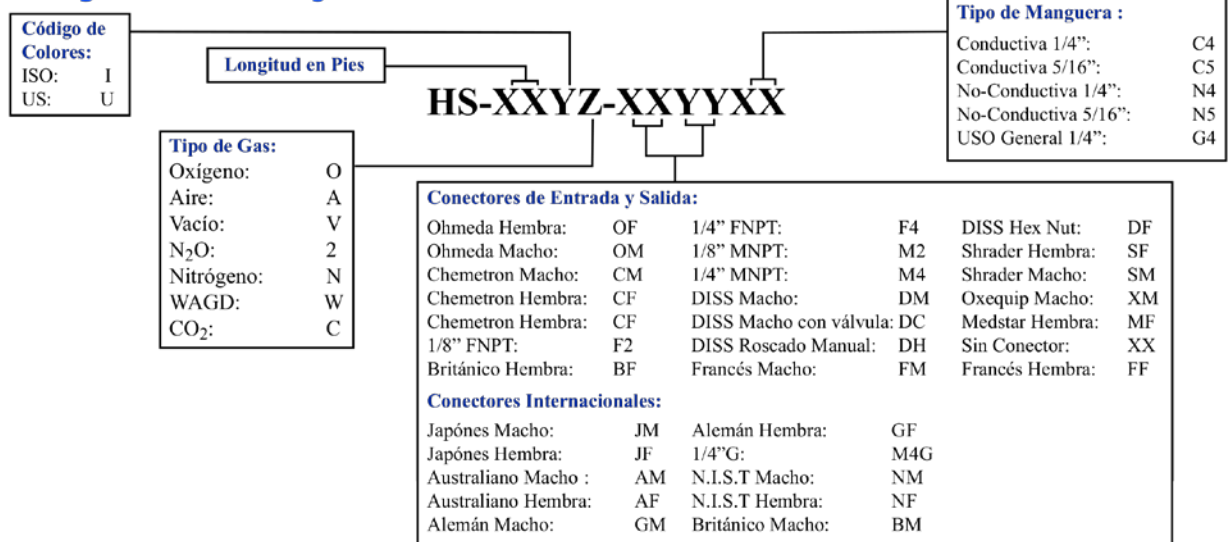 Código de
Colores:
ISO: I
US: U
Longitud en Pies
HS-XXYZ-XXYYXX
Tipo de Manguera :
Conductiva 1/4”: C4
Conductiva 5/16”: C5
No-Conductiva 1/4”: N4
No-Conductiva 5/16”: N5
USO General 1/4”: G4
Tipo de Gas:
Oxígeno: O
Aire: A
Vacío: V
N2O: 2
Nitrógeno: N
WAGD: W
CO2: C
Conectores de Entrada y Salida:
Ohmeda Hembra: OF 1/4” FNPT: F4 DISS Hex Nut: DF
Ohmeda Macho: OM 1/8” MNPT: M2 Shrader Hembra: SF
Chemetron Macho: CM 1/4” MNPT: M4 Shrader Macho: SM
Chemetron Hembra: CF DISS Macho: DM Oxequip Macho: XM
Chemetron Hembra: CF DISS Macho con válvula: DC Medstar Hembra: MF
1/8” FNPT: F2 DISS Roscado Manual: DH Sin Conector: XX
Británico Hembra: BF Francés Macho: FM Francés Hembra: FF
Conectores Internacionales:
Japónes Macho: JM Alemán Hembra: GF
Japónes Hembra: JF 1/4”G: M4G
Australiano Macho : AM N.I.S.T Macho: NM
Australiano Hembra: AF N.I.S.T Hembra: NF
Alemán Macho: GM Británico Macho: BM